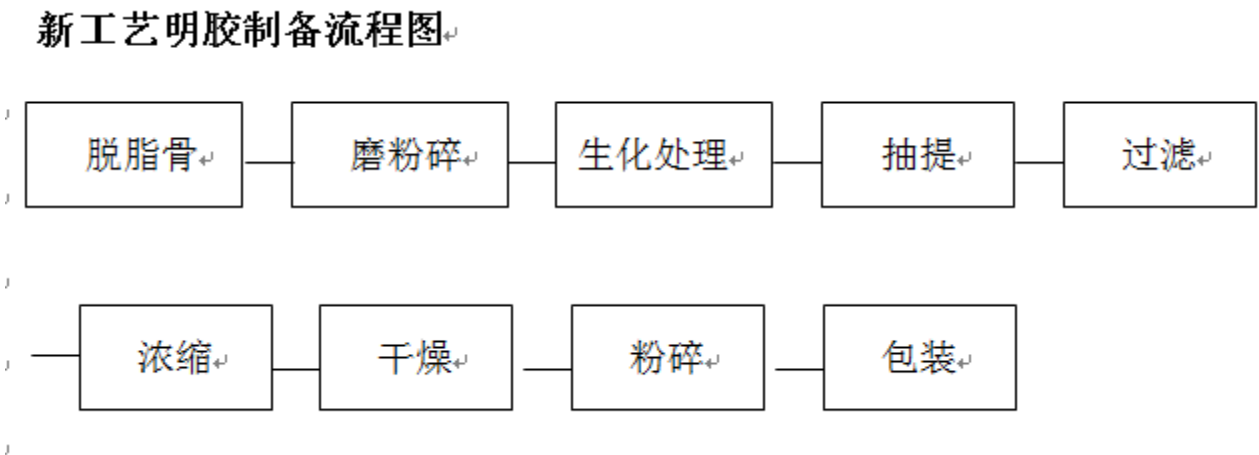 新工艺明胶制备流程图
脱脂骨 磨粉碎 生化处理 抽提 过滤
浓缩 干燥 粉碎 包装